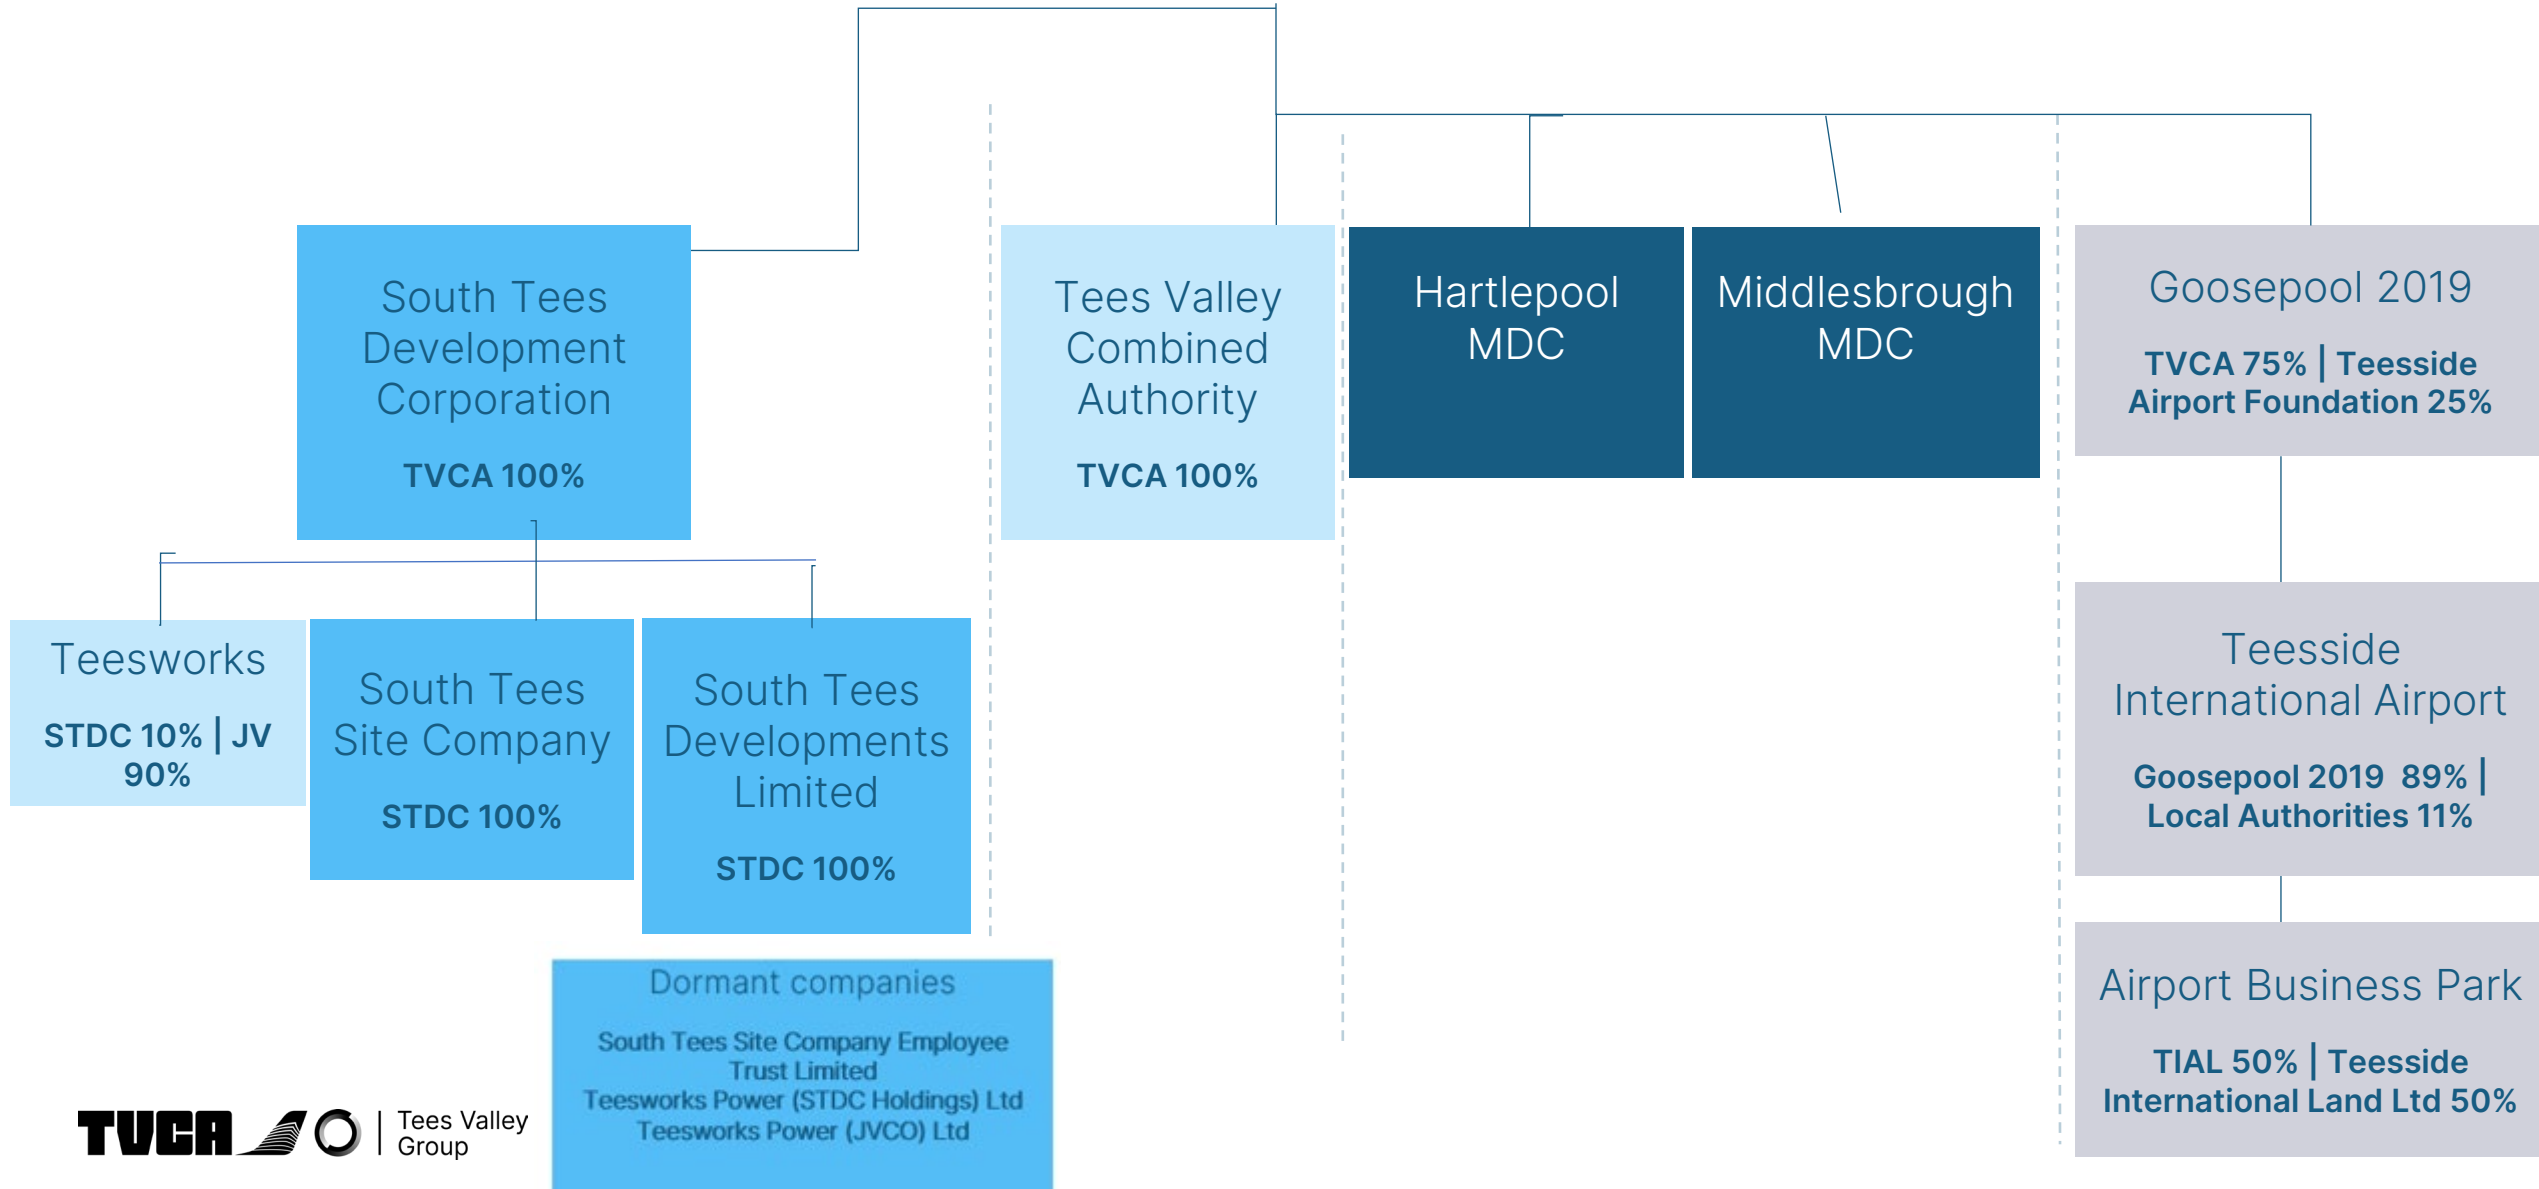 South Tees
Development
Corporation
TVCA 100%
Tees Valley
Combined
Authority
TVCA 100%
Hartlepool
MDC
Middlesbrough
MDC
Goosepool 2019
TVCA 75% | Teesside
Airport Foundation 25%
Teesworks
STDC 10% | JV
90%
South Tees
Site Company
STDC 100%
South Tees
Developments
Limited
STDC 100%
Teesside
International Airport
Goosepool 2019 89% |
Local Authorities 11%
Dormant companies
South Tees Site Company Employee
Trust Limited
Teesworks Power (STDC Holdings) Ltd
Teesworks Power (JVCO) Ltd
Airport Business Park
TIAL 50% | Teesside
International Land Ltd 50%
TVCA
Tees Valley
Group